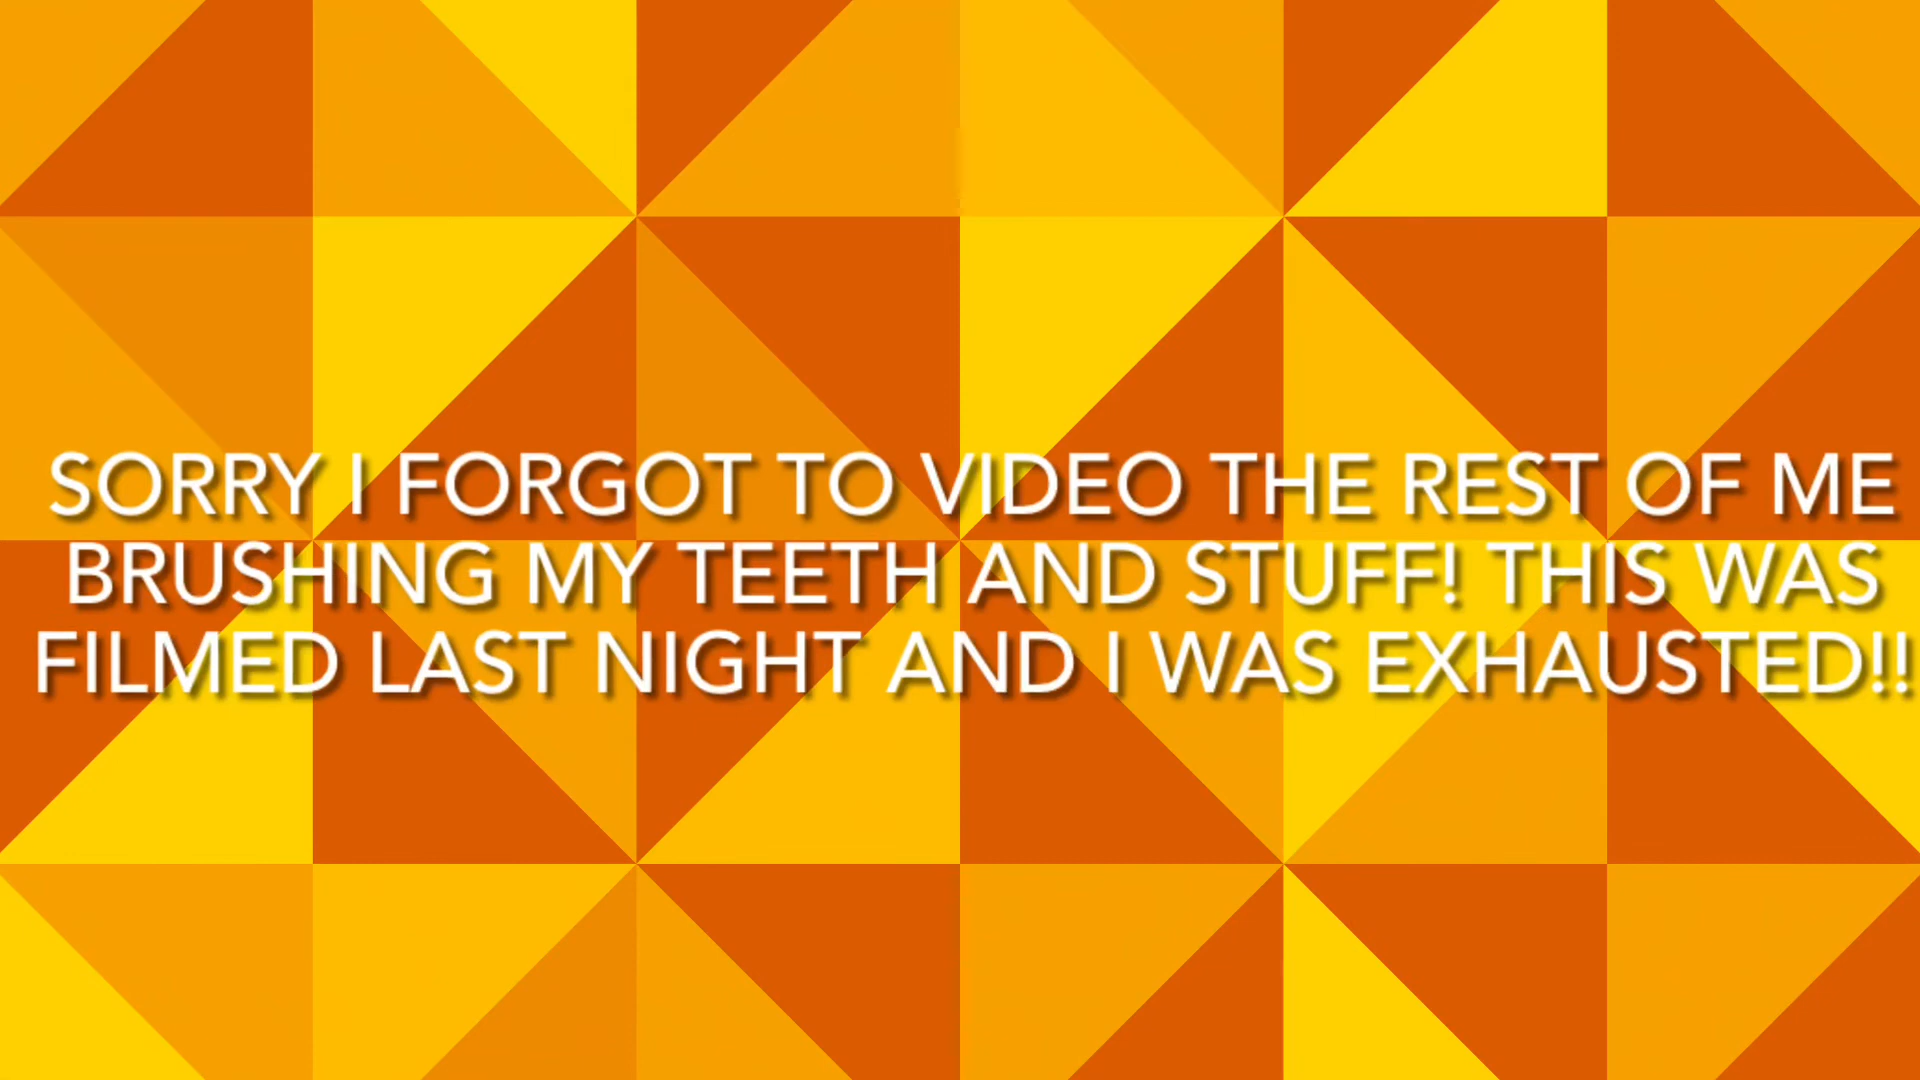 SORRY I FORGOT TO VIDEO THE REST OF ME
BRUSHING MY TEETH AND STUFF! THIS WAS
FILMED LAST NIGHT AND I WAS EXHAUSTED!!